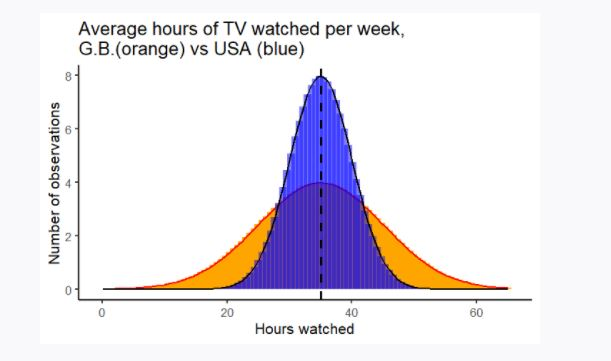 Average hours of TV watched per week,
G.B.(orange) vs USA (blue)
Number of observations
8
6
4
2
0
0 20 40 60
Hours watched